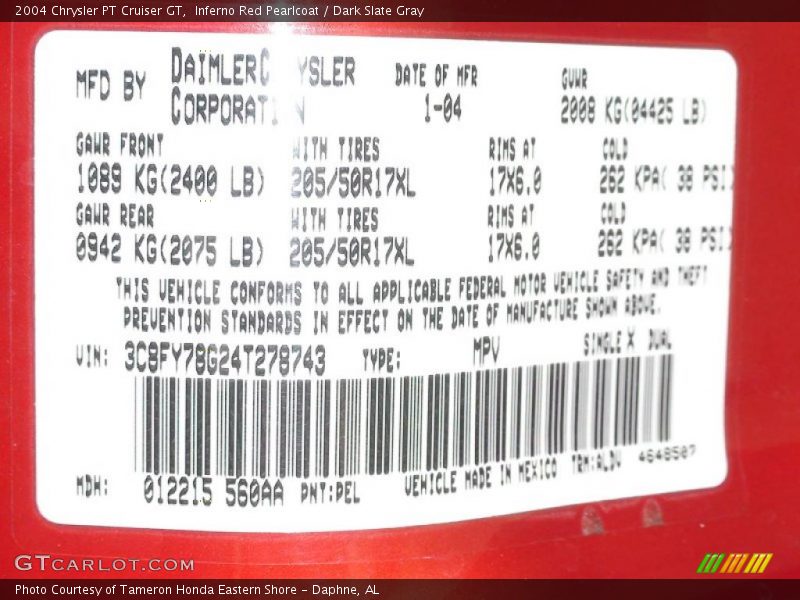 2004 Chrysler PT Cruiser GT,  Inferno Red Pearlcoat / Dark Slate Gray
MFD BY DAIMLERC YSLER DATE OF MFR GVWR
CORPORATI N 1-04 2008 KG(04425 LB)
GAWR FRONT WITH TIRES RIMS AT COLD
1089 KG(2400 LB) 205/50R17XL 17X6.0 262 KPA( 38 PSI)
GAWR REAR WITH TIRES RIMS AT COLD
0942 KG(2075 LB) 205/50R17XL 17X6.0 262 KPA( 38 PSI)
THIS VEHICLE CONFORMS TO ALL APPLICABLE FEDERAL MOTOR VEHICLE SAFETY AND THEFT
PREVENTION STANDARDS IN EFFECT ON THE DATE OF MANUFACTURE SHOWN ABOVE.
VIN: 3C8FY78G24T278743 TYPE: MPV SINGLE X DUAL
MDH: 012215 560AA PNT:PEL VEHICLE MADE IN MEXICO TRM:ALDV 4648507
GTCARLOT.COM
Photo Courtesy of Tameron Honda Eastern Shore – Daphne, AL